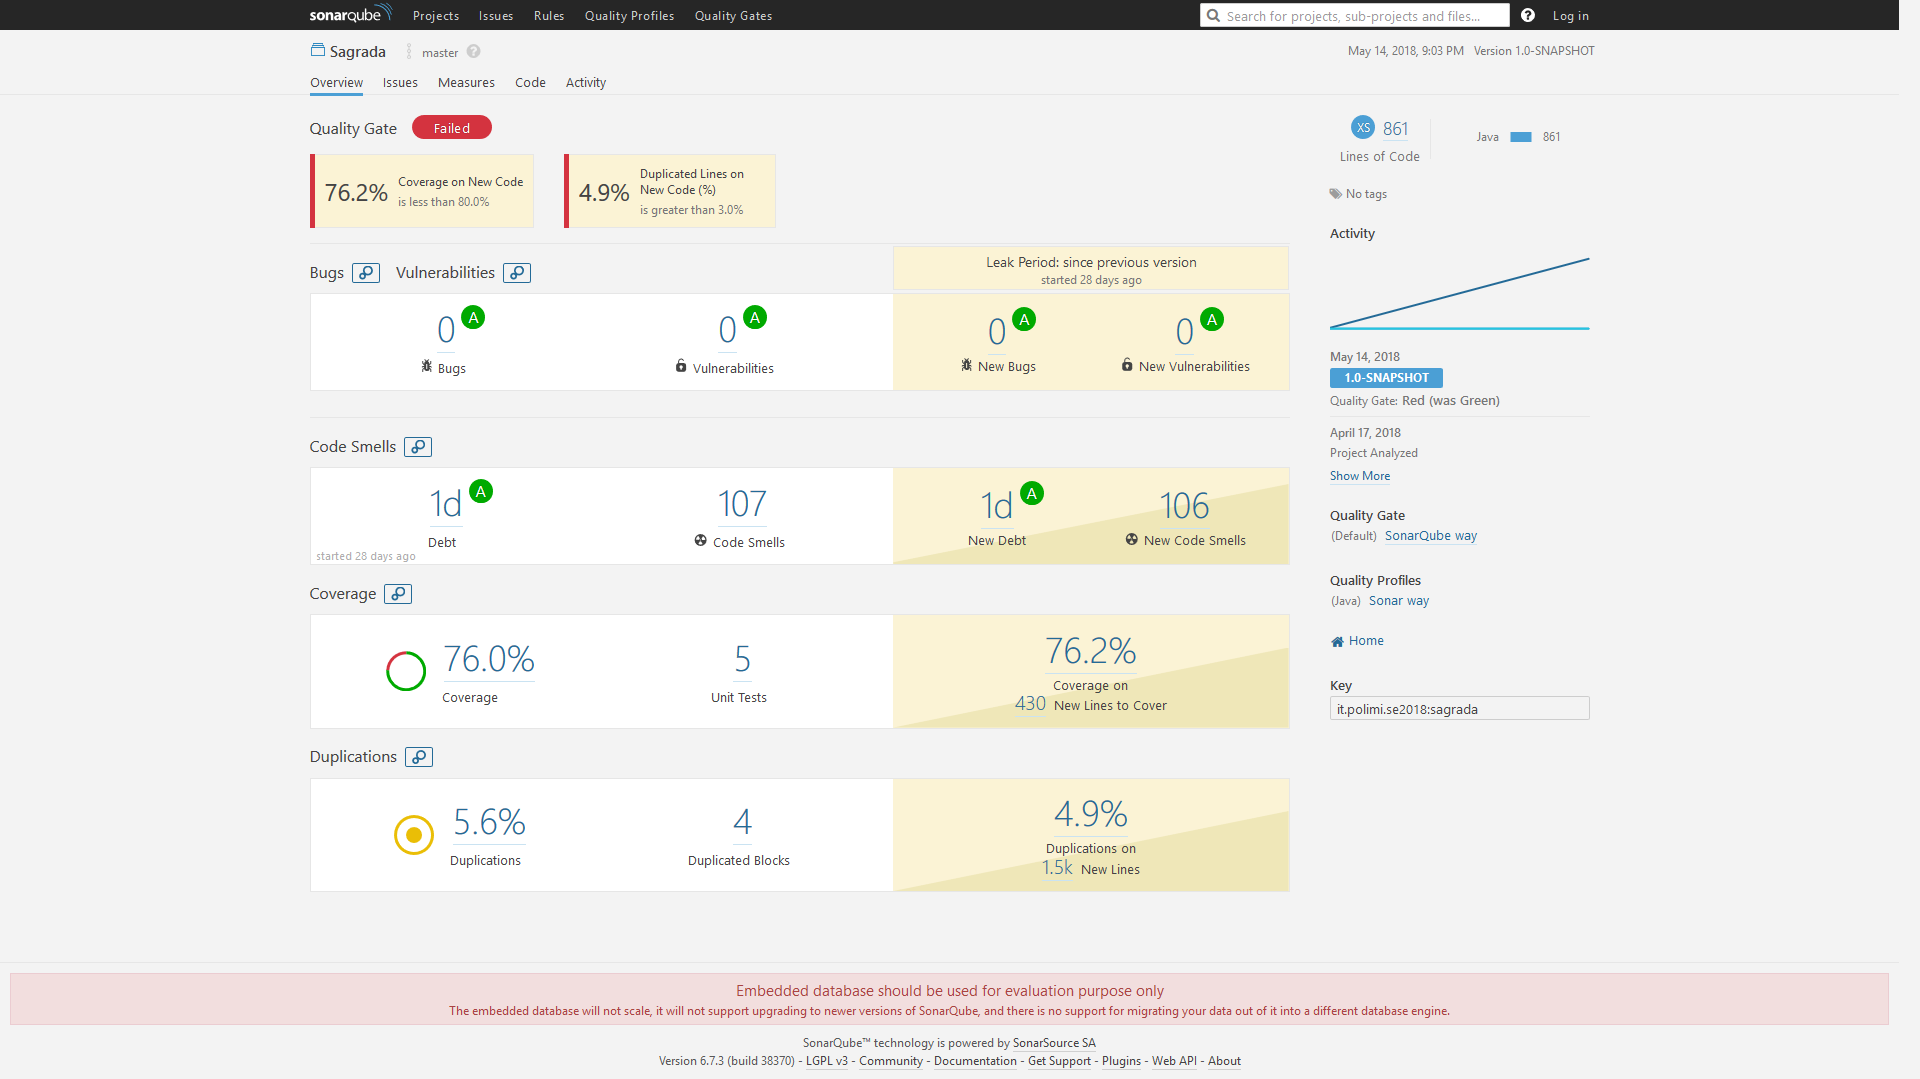 sonarqube Projects Issues Rules Quality Profiles Quality Gates Search for projects, sub-projects and files... Log in
Sagrada master May 14, 2018, 9:03 PM Version 1.0-SNAPSHOT
Overview Issues Measures Code Activity
Quality Gate Failed
76.2% Coverage on New Code
is less than 80.0%
4.9% Duplicated Lines on
New Code (%)
is greater than 3.0%
Bugs Vulnerabilities
Leak Period: since previous version
started 28 days ago
0 A
Bugs
0 A
Vulnerabilities
0 A
New Bugs
0 A
New Vulnerabilities
Code Smells
1d A
Debt
started 28 days ago
107
Code Smells
1d A
New Debt
106
New Code Smells
Coverage
76.0%
Coverage
5
Unit Tests
76.2%
Coverage on
430 New Lines to Cover
Duplications
5.6%
Duplications
4
Duplicated Blocks
4.9%
Duplications on
1.5k New Lines
XS 861
Lines of Code
Java 861
No tags
Activity
May 14, 2018
1.0-SNAPSHOT
Quality Gate: Red (was Green)
April 17, 2018
Project Analyzed
Show More
Quality Gate
(Default) SonarQube way
Quality Profiles
(Java) Sonar way
Home
Key
it.polimi.se2018:sagrada
Embedded database should be used for evaluation purpose only
The embedded database will not scale, it will not support upgrading to newer versions of SonarQube, and there is no support for migrating your data out of it into a different database engine.
SonarQube™ technology is powered by SonarSource SA
Version 6.7.3 (build 38370) - LGPL v3 - Community - Documentation - Get Support - Plugins - Web API - About